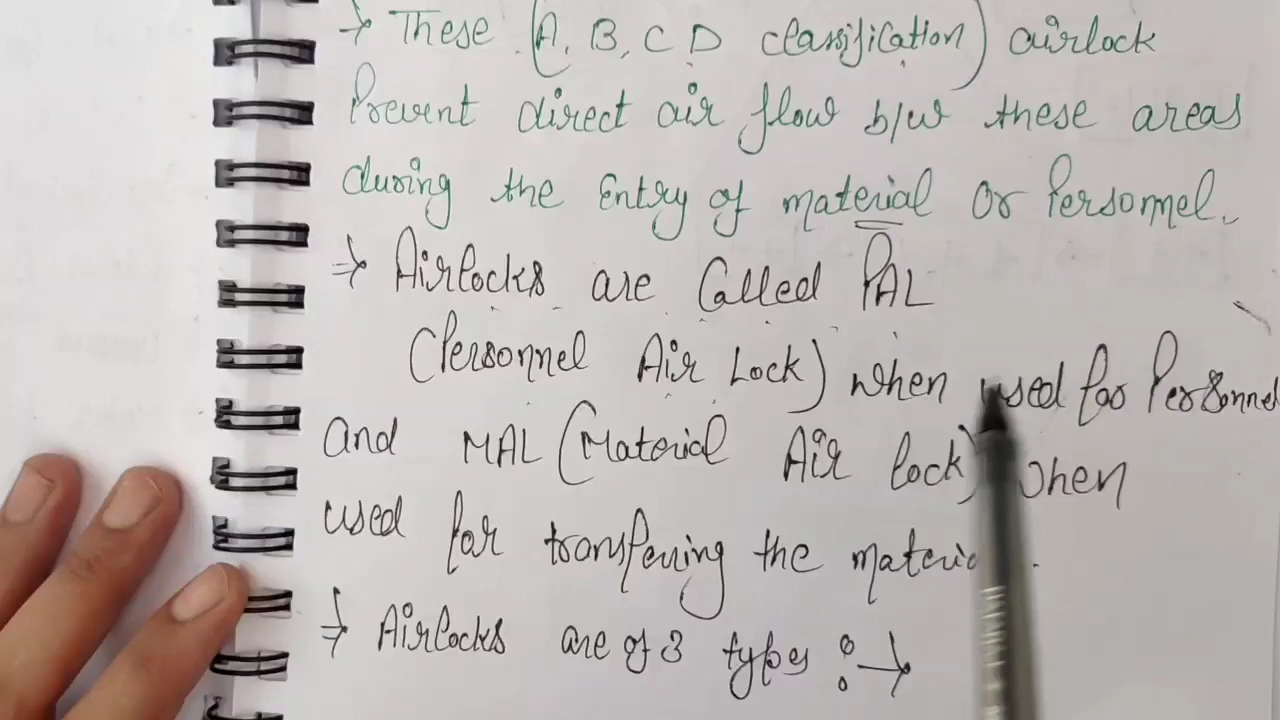 → These (A, B, C D classification) airlock
Prevent direct air flow b/w these areas
during the Entry of material Or Personnel.
⇒ Airlocks are Called PAL
(Personnel Air Lock) when used for Personnel
and MAL (Material Air lock) when
used for transferring the material.
⇒ Airlocks are of 3 types :→